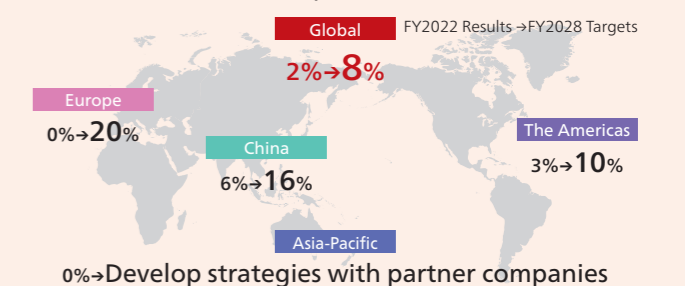 Global
FY2022 Results →FY2028 Targets
2%→8%
Europe
0%→20%
China
6%→16%
The Americas
3%→10%
Asia-Pacific
0%→Develop strategies with partner companies